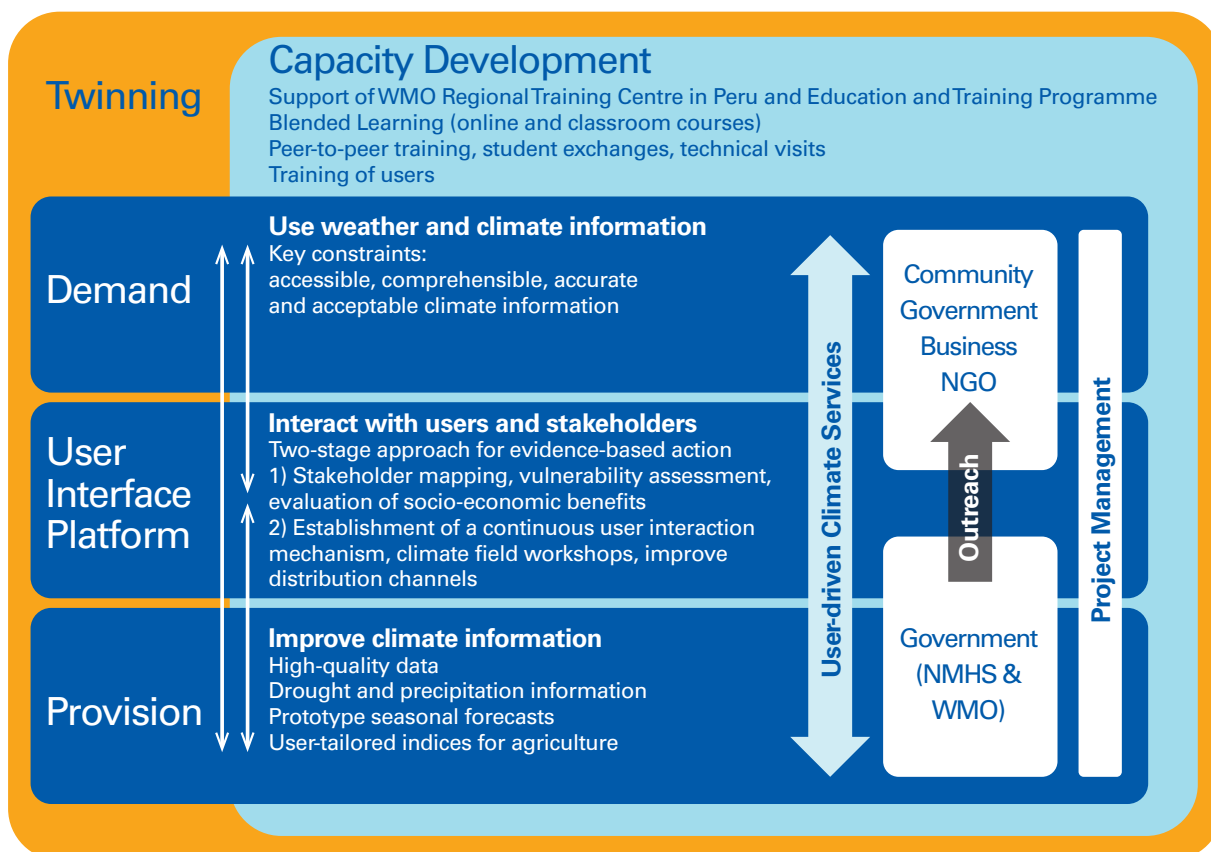 Twinning
Capacity Development
Support of WMO Regional Training Centre in Peru and Education and Training Programme
Blended Learning (online and classroom courses)
Peer-to-peer training, student exchanges, technical visits
Training of users
Demand
Use weather and climate information
Key constraints:
accessible, comprehensible, accurate
and acceptable climate information
User
Interface
Platform
Interact with users and stakeholders
Two-stage approach for evidence-based action
1) Stakeholder mapping, vulnerability assessment,
evaluation of socio-economic benefits
2) Establishment of a continuous user interaction
mechanism, climate field workshops, improve
distribution channels
Provision
Improve climate information
High-quality data
Drought and precipitation information
Prototype seasonal forecasts
User-tailored indices for agriculture
User-driven Climate Services
Community
Government
Business
NGO
Outreach
Government
(NMHS &
WMO)
Project Management